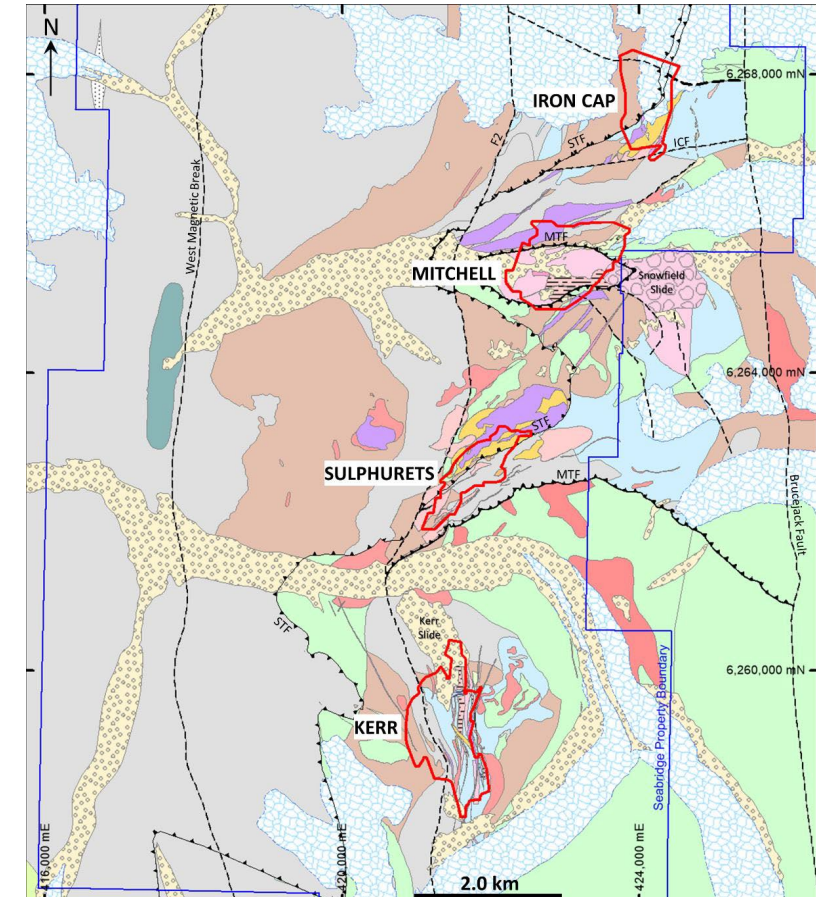 N
6,268,000 mN
IRON CAP
F2
STF
ICF
West Magnetic Break
MTF
MITCHELL
Snowfield
Slide
6,264,000 mN
STF
SULPHURETS
MTF
Brucejack Fault
Kerr
Slide
STF
6,260,000 mN
KERR
Seabridge Property Boundary
416,000 mE
420,000 mE
424,000 mE
2.0 km